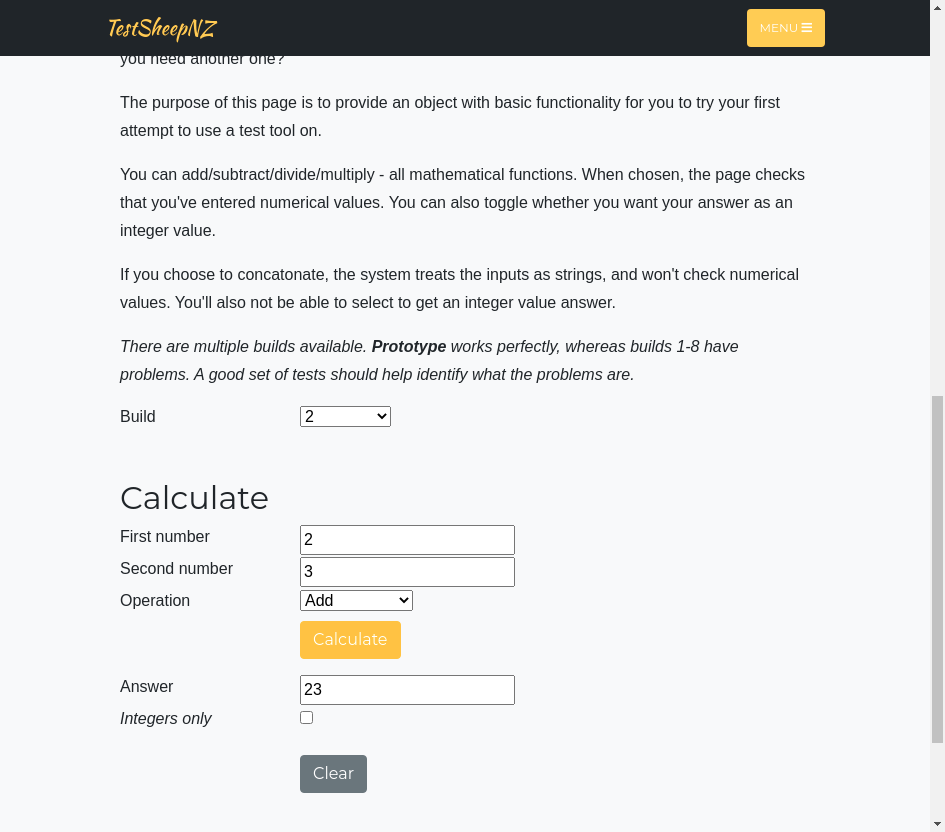 TestSheepNZ
MENU
you need another one?
The purpose of this page is to provide an object with basic functionality for you to try your first
attempt to use a test tool on.
You can add/subtract/divide/multiply - all mathematical functions. When chosen, the page checks
that you've entered numerical values. You can also toggle whether you want your answer as an
integer value.
If you choose to concatonate, the system treats the inputs as strings, and won't check numerical
values. You'll also not be able to select to get an integer value answer.
There are multiple builds available. Prototype works perfectly, whereas builds 1-8 have
problems. A good set of tests should help identify what the problems are.
Build 2
Calculate
First number 2
Second number 3
Operation Add
Calculate
Answer 23
Integers only
Clear